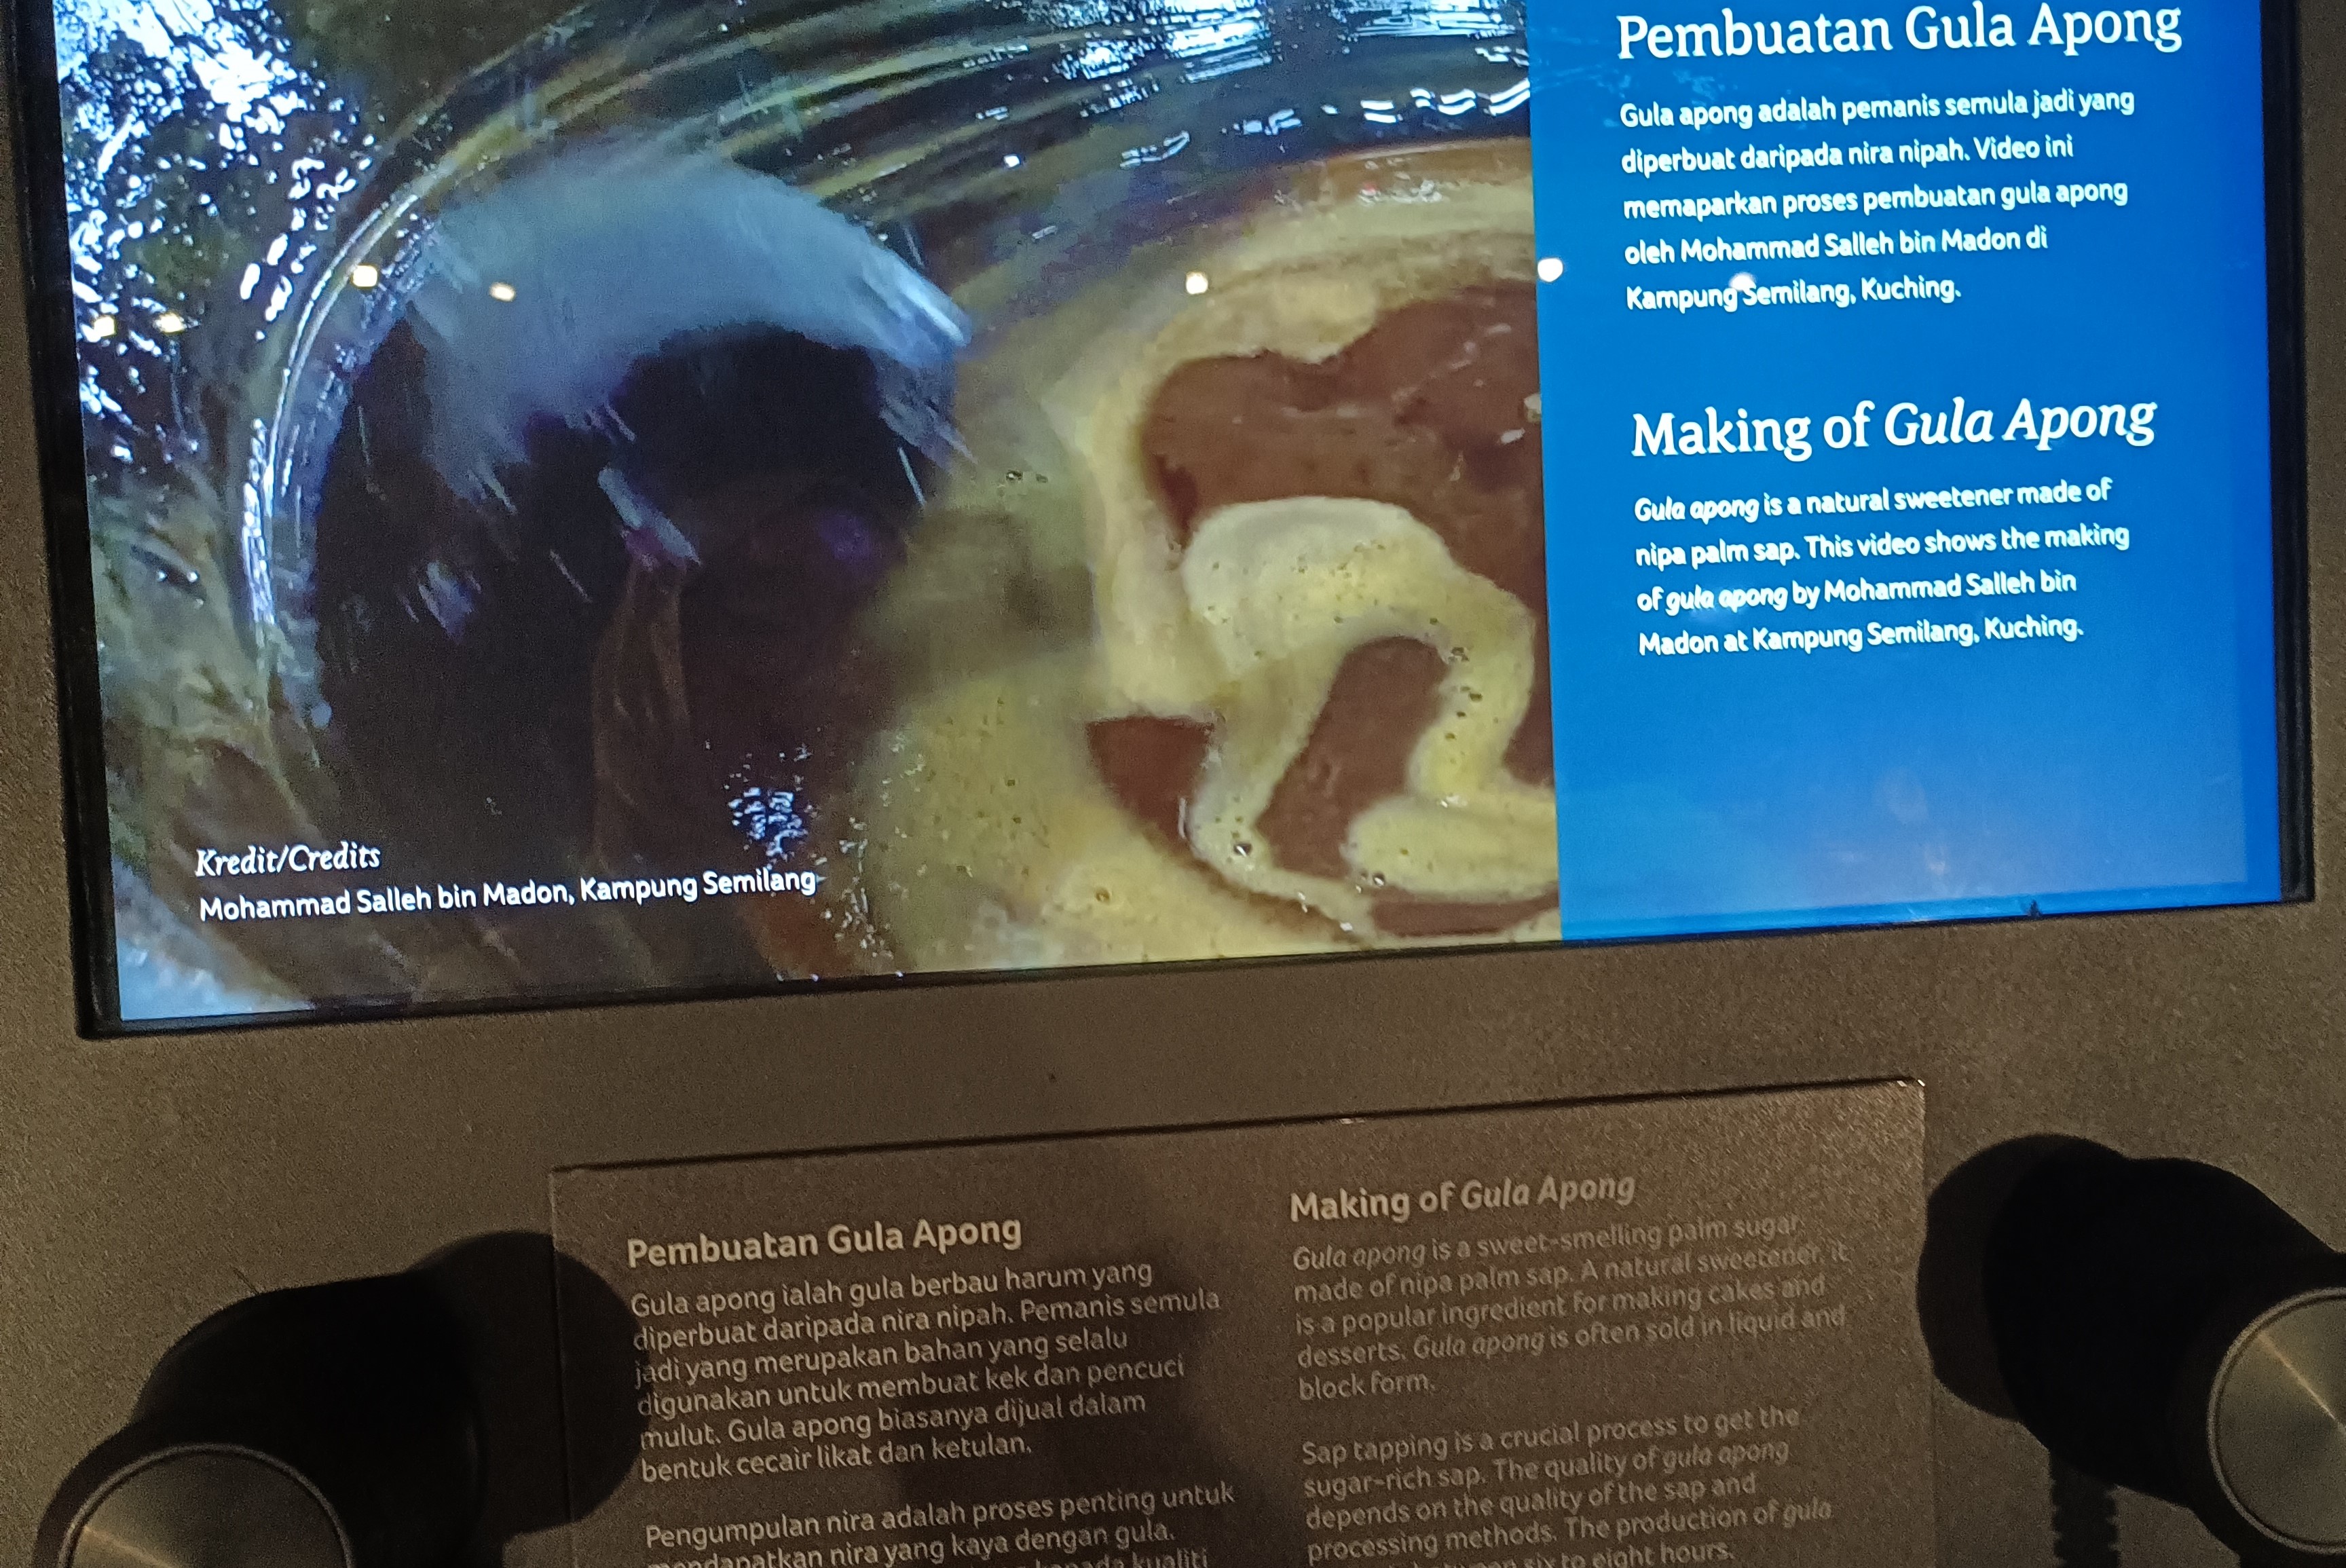 Pembuatan Gula Apong
Gula apong adalah pemanis semula jadi yang
diperbuat daripada nira nipah. Video ini
memaparkan proses pembuatan gula apong
oleh Mohammad Salleh bin Madon di
Kampung Semilang, Kuching.
Making of Gula Apong
Gula apong is a natural sweetener made of
nipa palm sap. This video shows the making
of gula apong by Mohammad Salleh bin
Madon at Kampung Semilang, Kuching.
Kredit/Credits
Mohammad Salleh bin Madon, Kampung Semilang
Pembuatan Gula Apong
Gula apong ialah gula berbau harum yang
diperbuat daripada nira nipah. Pemanis semula
jadi yang merupakan bahan yang selalu
digunakan untuk membuat kek dan pencuci
mulut. Gula apong biasanya dijual dalam
bentuk cecair likat dan ketulan.
Pengumpulan nira adalah proses penting untuk
mendapatkan nira yang kaya dengan gula.
kepada kualiti
Making of Gula Apong
Gula apong is a sweet-smelling palm sugar
made of nipa palm sap. A natural sweetener, it
is a popular ingredient for making cakes and
desserts. Gula apong is often sold in liquid and
block form.
Sap tapping is a crucial process to get the
sugar-rich sap. The quality of gula apong
depends on the quality of the sap and
processing methods. The production of gula
six to eight hours.